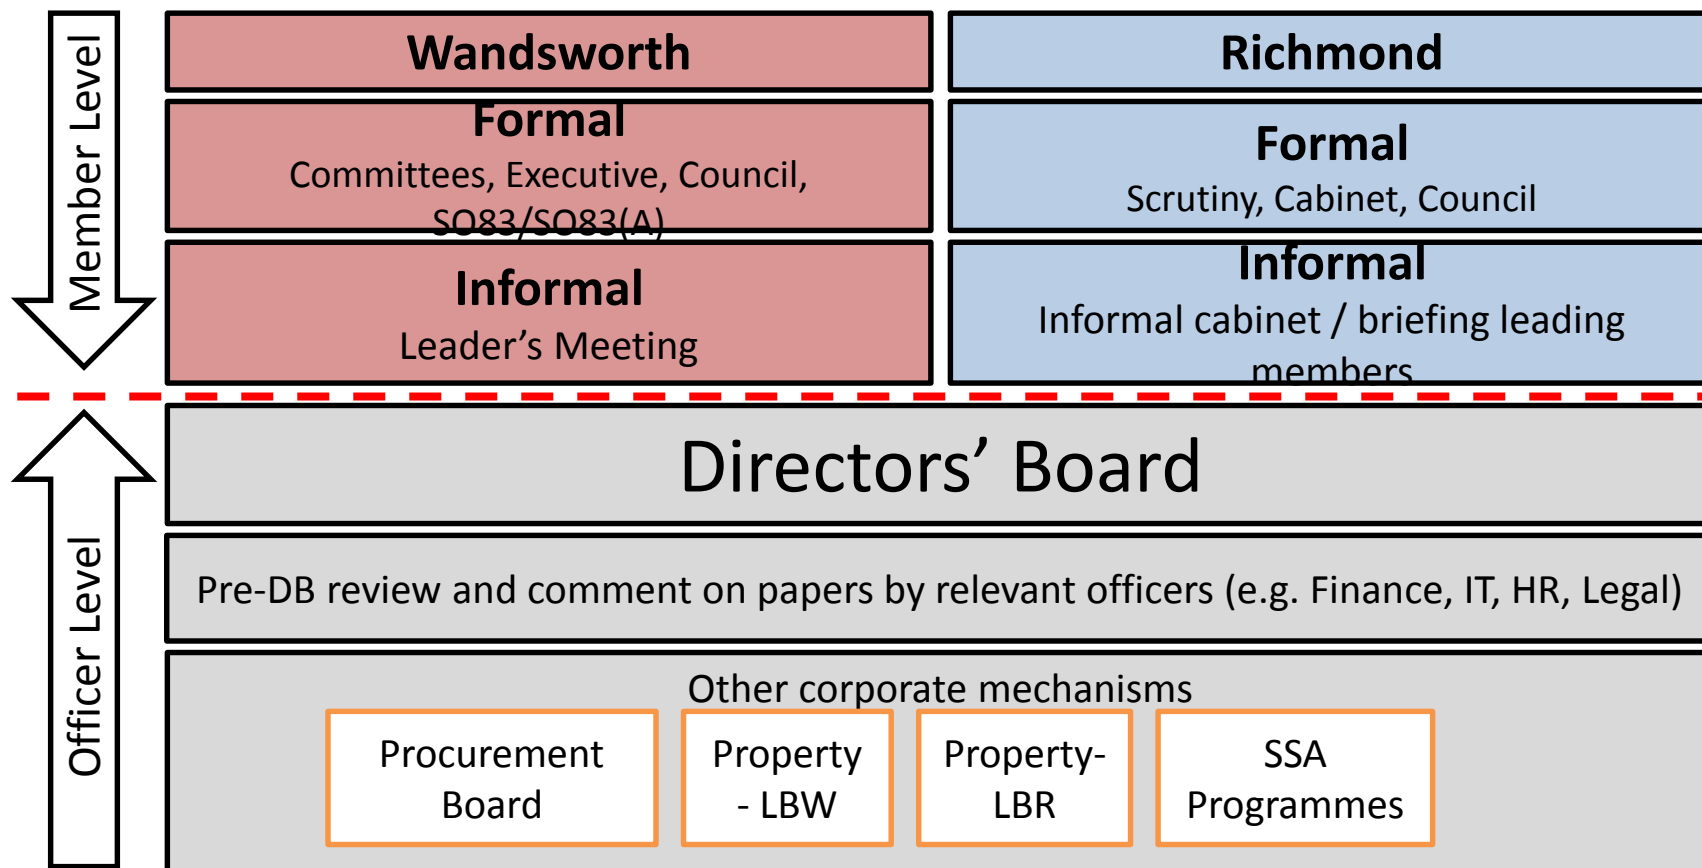 Member Level
Wandsworth
Richmond
Formal
Committees, Executive, Council,
SO83/SO83(A)
Formal
Scrutiny, Cabinet, Council
Informal
Leader’s Meeting
Informal
Informal cabinet / briefing leading
members
Officer Level
Directors’ Board
Pre-DB review and comment on papers by relevant officers (e.g. Finance, IT, HR, Legal)
Other corporate mechanisms
Procurement
Board
Property
- LBW
Property-
LBR
SSA
Programmes